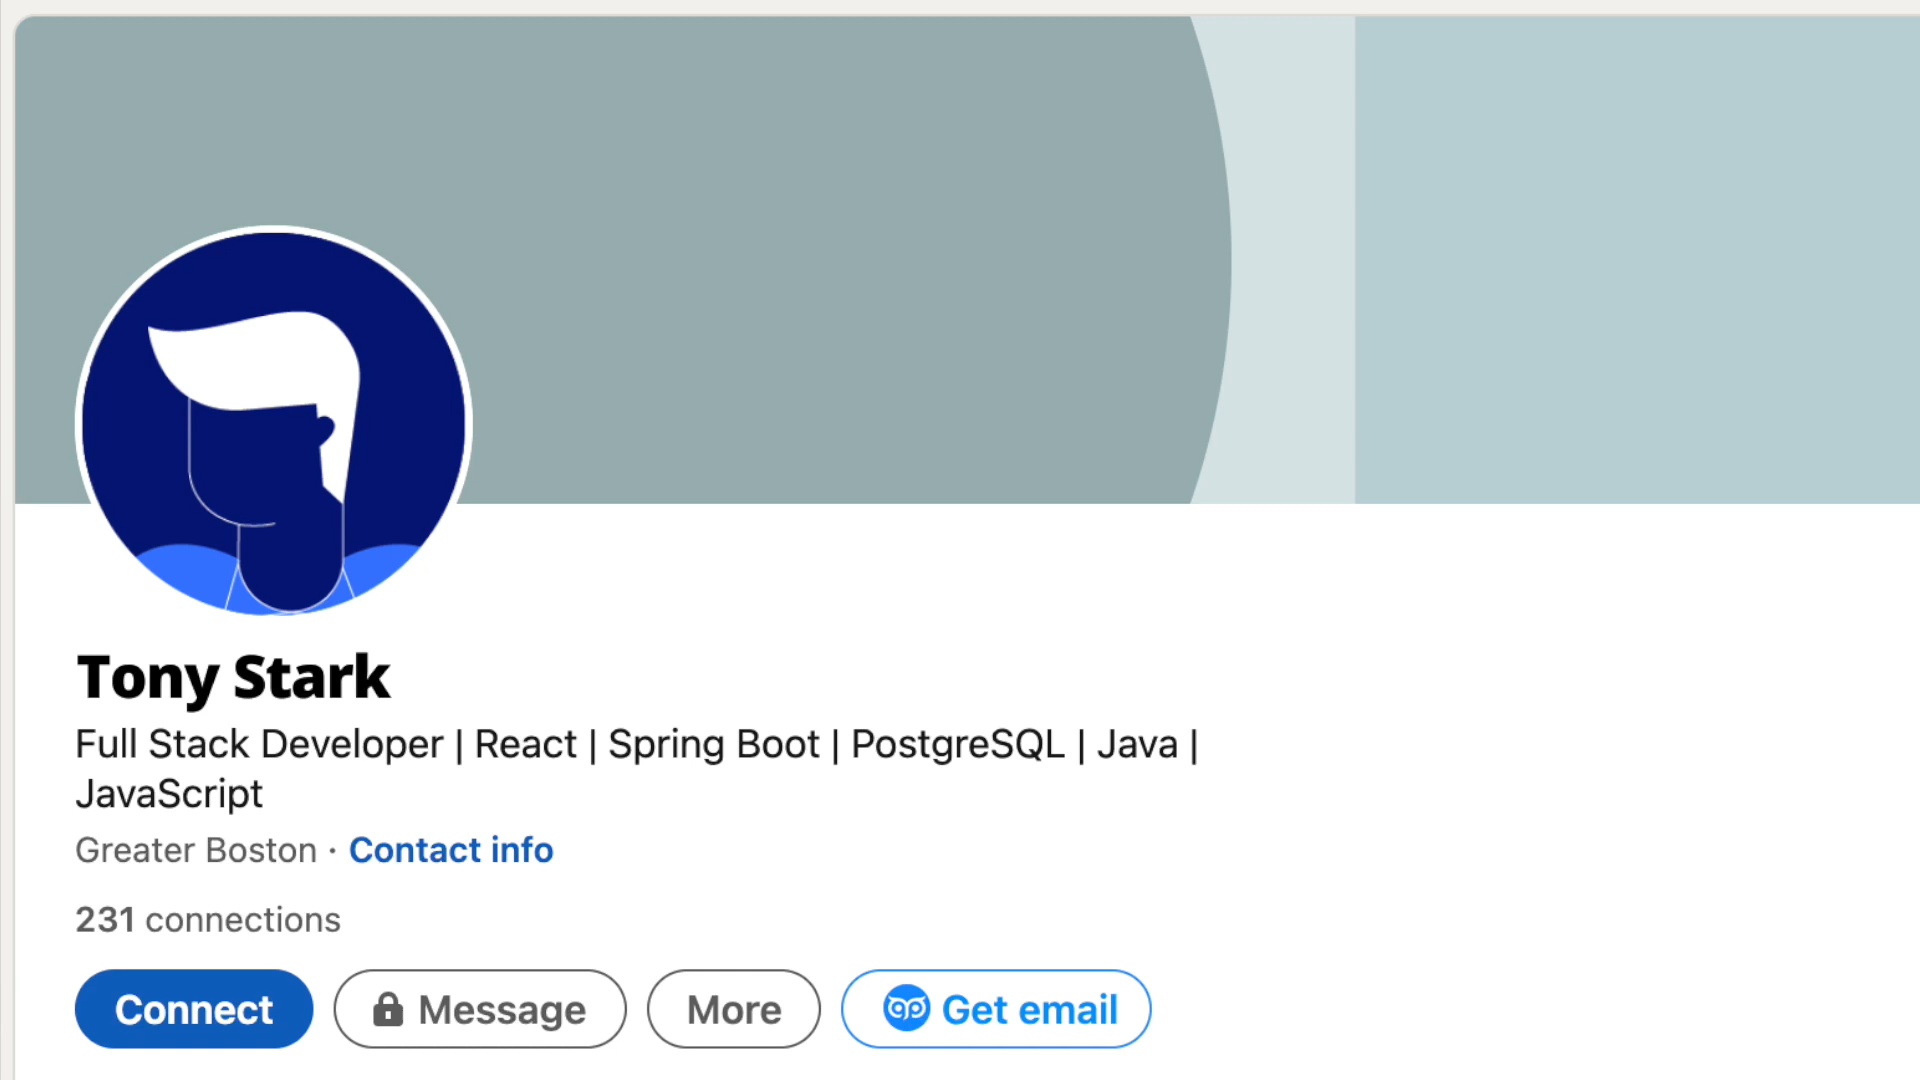 Tony Stark
Full Stack Developer | React | Spring Boot | PostgreSQL | Java |
JavaScript
Greater Boston · Contact info
231 connections
Connect
Message
More
Get email